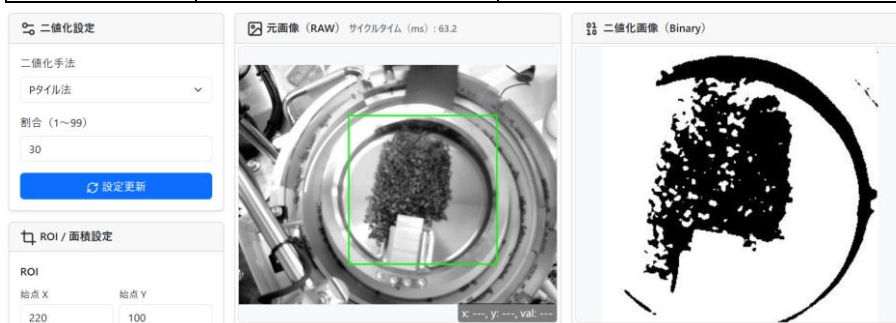 二値化設定
二値化手法
Pタイル法
割合（1～99）
30
設定更新
ROI / 面積設定
ROI
始点 X 始点 Y
220 100
元画像（RAW） サイクルタイム（ms）: 63.2
x: ---, y: ---, val: ---
二値化画像（Binary）